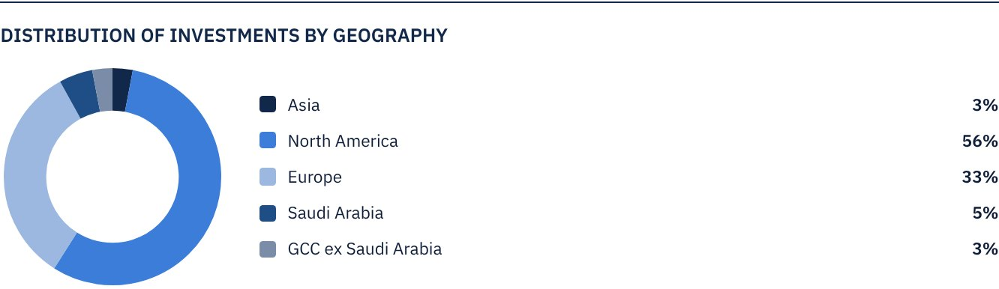 DISTRIBUTION OF INVESTMENTS BY GEOGRAPHY
Asia 3%
North America 56%
Europe 33%
Saudi Arabia 5%
GCC ex Saudi Arabia 3%